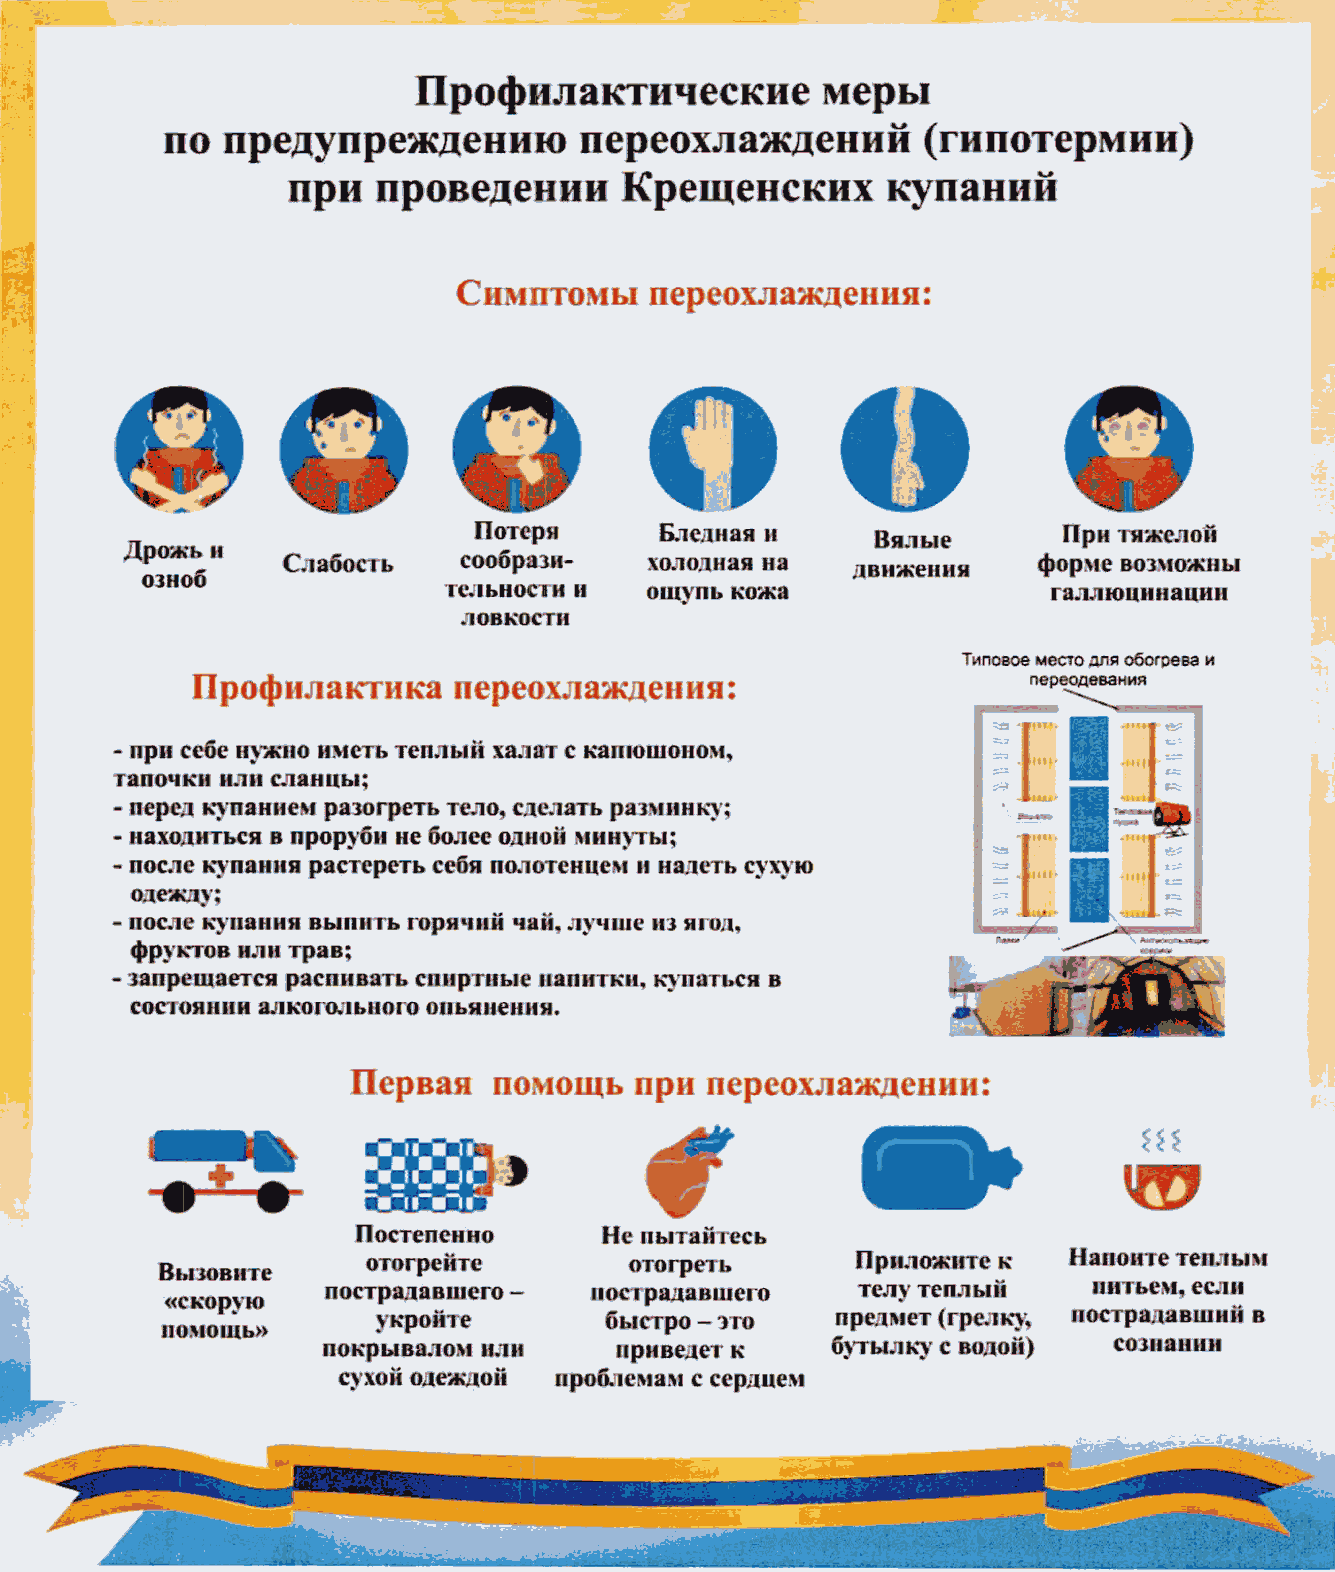 Профилактические меры
по предупреждению переохлаждений (гипотермии)
при проведении Крещенских купаний
Симптомы переохлаждения:
Дрожь и
озноб
Слабость
Потеря
сообрази-
тельности и
ловкости
Бледная и
холодная на
ощупь кожа
Вялые
движения
При тяжелой
форме возможны
галлюцинации
Профилактика переохлаждения:
- при себе нужно иметь теплый халат с капюшоном,
тапочки или сланцы;
- перед купанием разогреть тело, сделать разминку;
- находиться в проруби не более одной минуты;
- после купания растереть себя полотенцем и надеть сухую
одежду;
- после купания выпить горячий чай, лучше из ягод,
фруктов или трав;
- запрещается распивать спиртные напитки, купаться в
состоянии алкогольного опьянения.
Типовое место для обогрева и
переодевания
Первая помощь при переохлаждении:
Вызовите
«скорую
помощь»
Постепенно
отогрейте
пострадавшего –
укройте
покрывалом или
сухой одеждой
Не пытайтесь
отогреть
пострадавшего
быстро – это
приведет к
проблемам с сердцем
Приложите к
телу теплый
предмет (грелку,
бутылку с водой)
Напоите теплым
питьем, если
пострадавший в
сознании